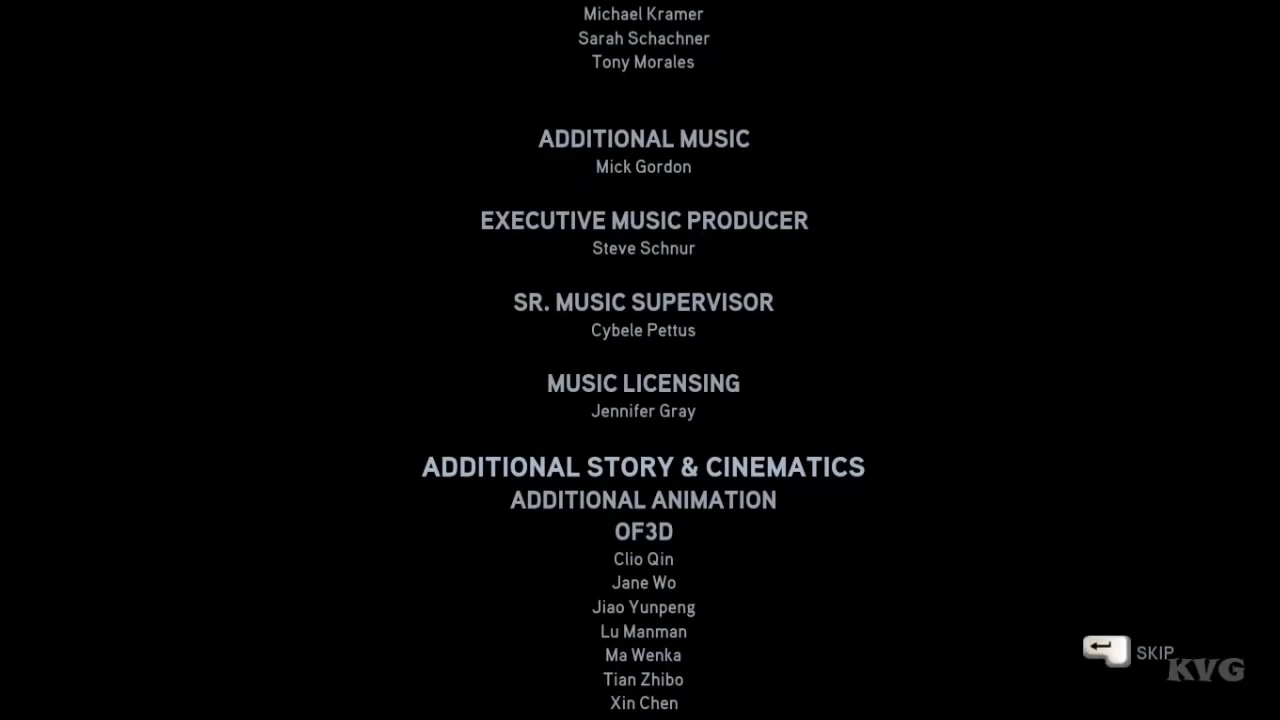 Michael Kramer
Sarah Schachner
Tony Morales
ADDITIONAL MUSIC
Mick Gordon
EXECUTIVE MUSIC PRODUCER
Steve Schnur
SR. MUSIC SUPERVISOR
Cybele Pettus
MUSIC LICENSING
Jennifer Gray
ADDITIONAL STORY & CINEMATICS
ADDITIONAL ANIMATION
OF3D
Clio Qin
Jane Wo
Jiao Yunpeng
Lu Manman
Ma Wenka
Tian Zhibo
Xin Chen
SKIP
KVG